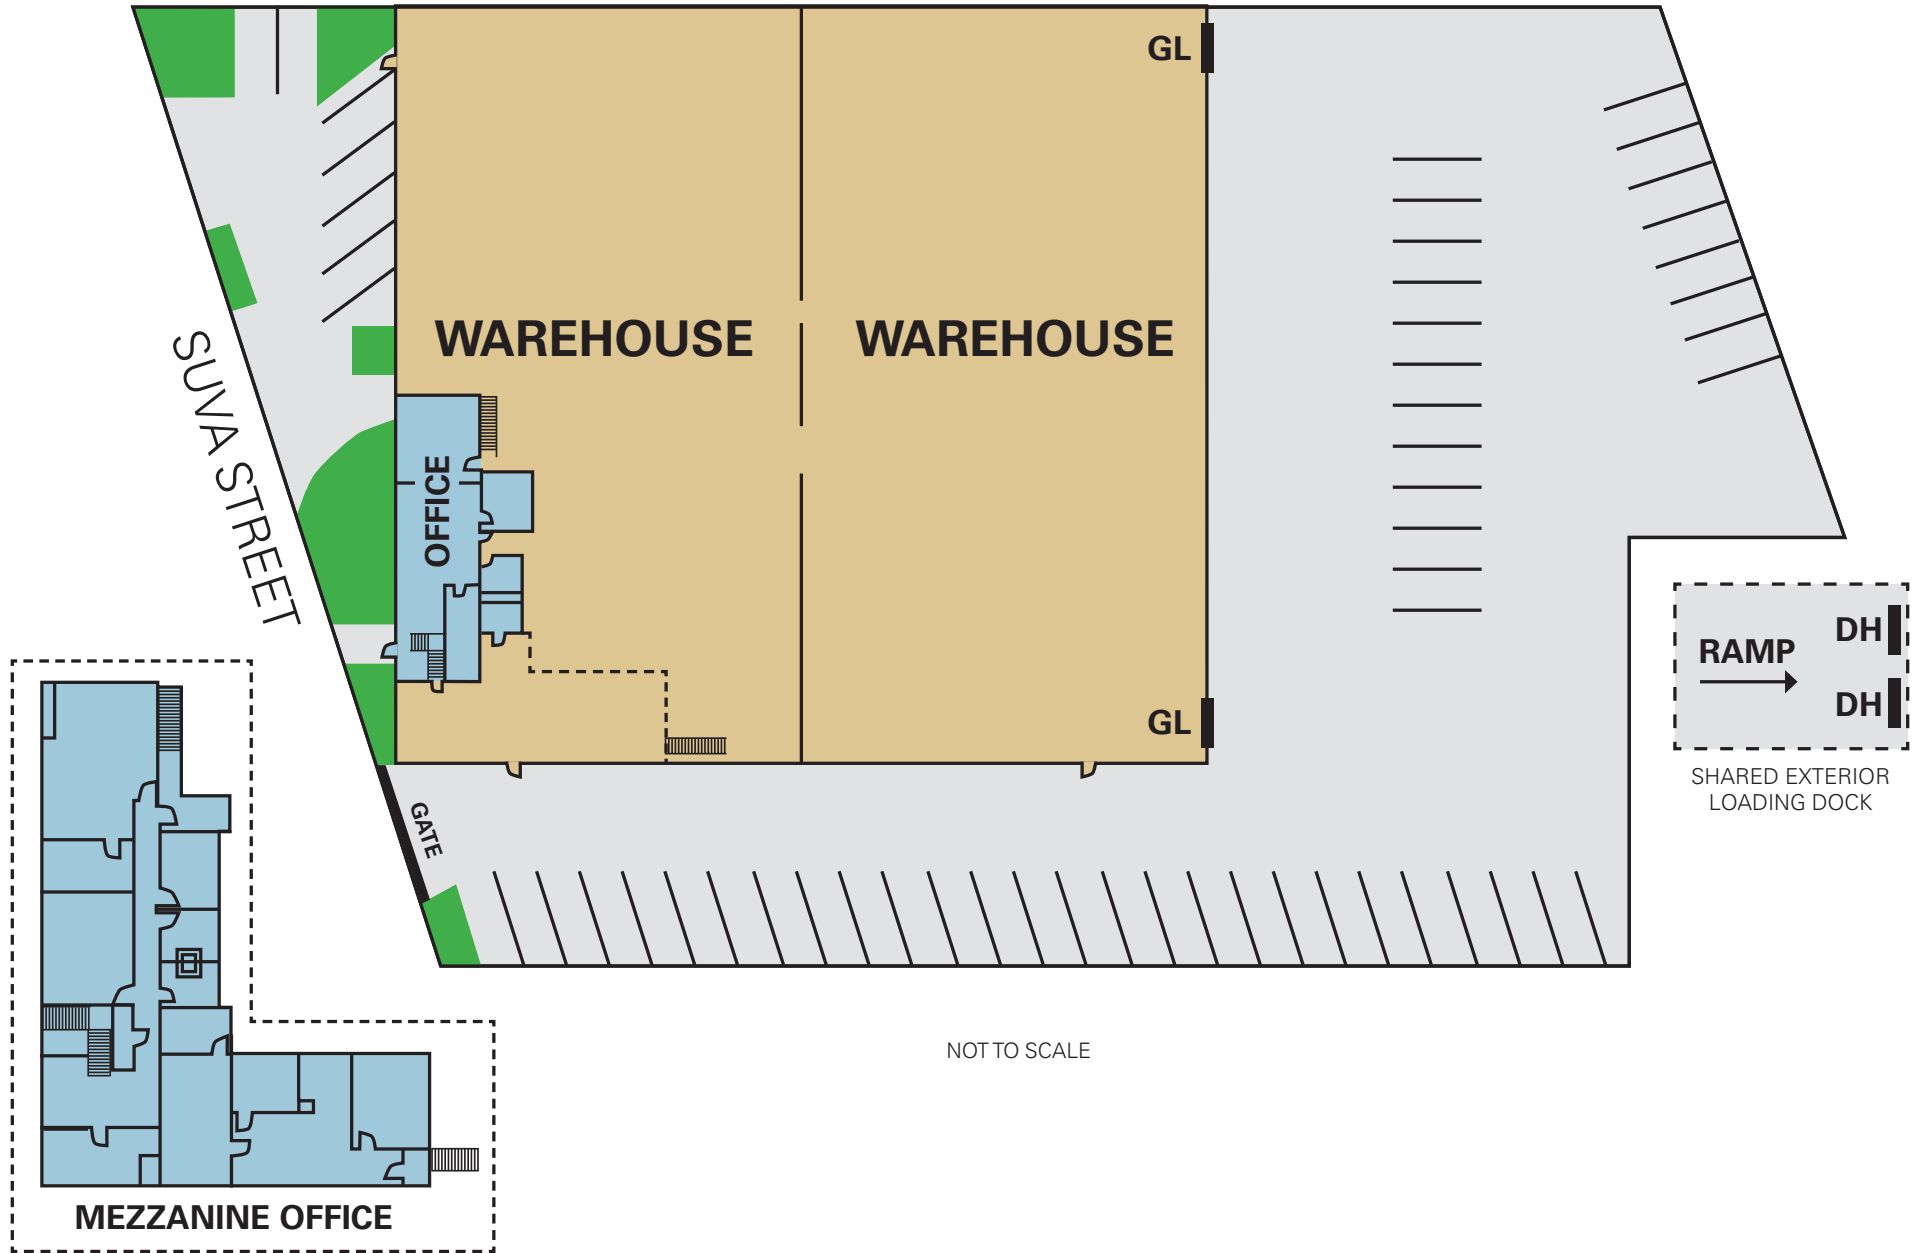 GL
WAREHOUSE
WAREHOUSE
SUVA STREET
OFFICE
GL
GATE
RAMP
DH
DH
SHARED EXTERIOR
LOADING DOCK
NOT TO SCALE
MEZZANINE OFFICE